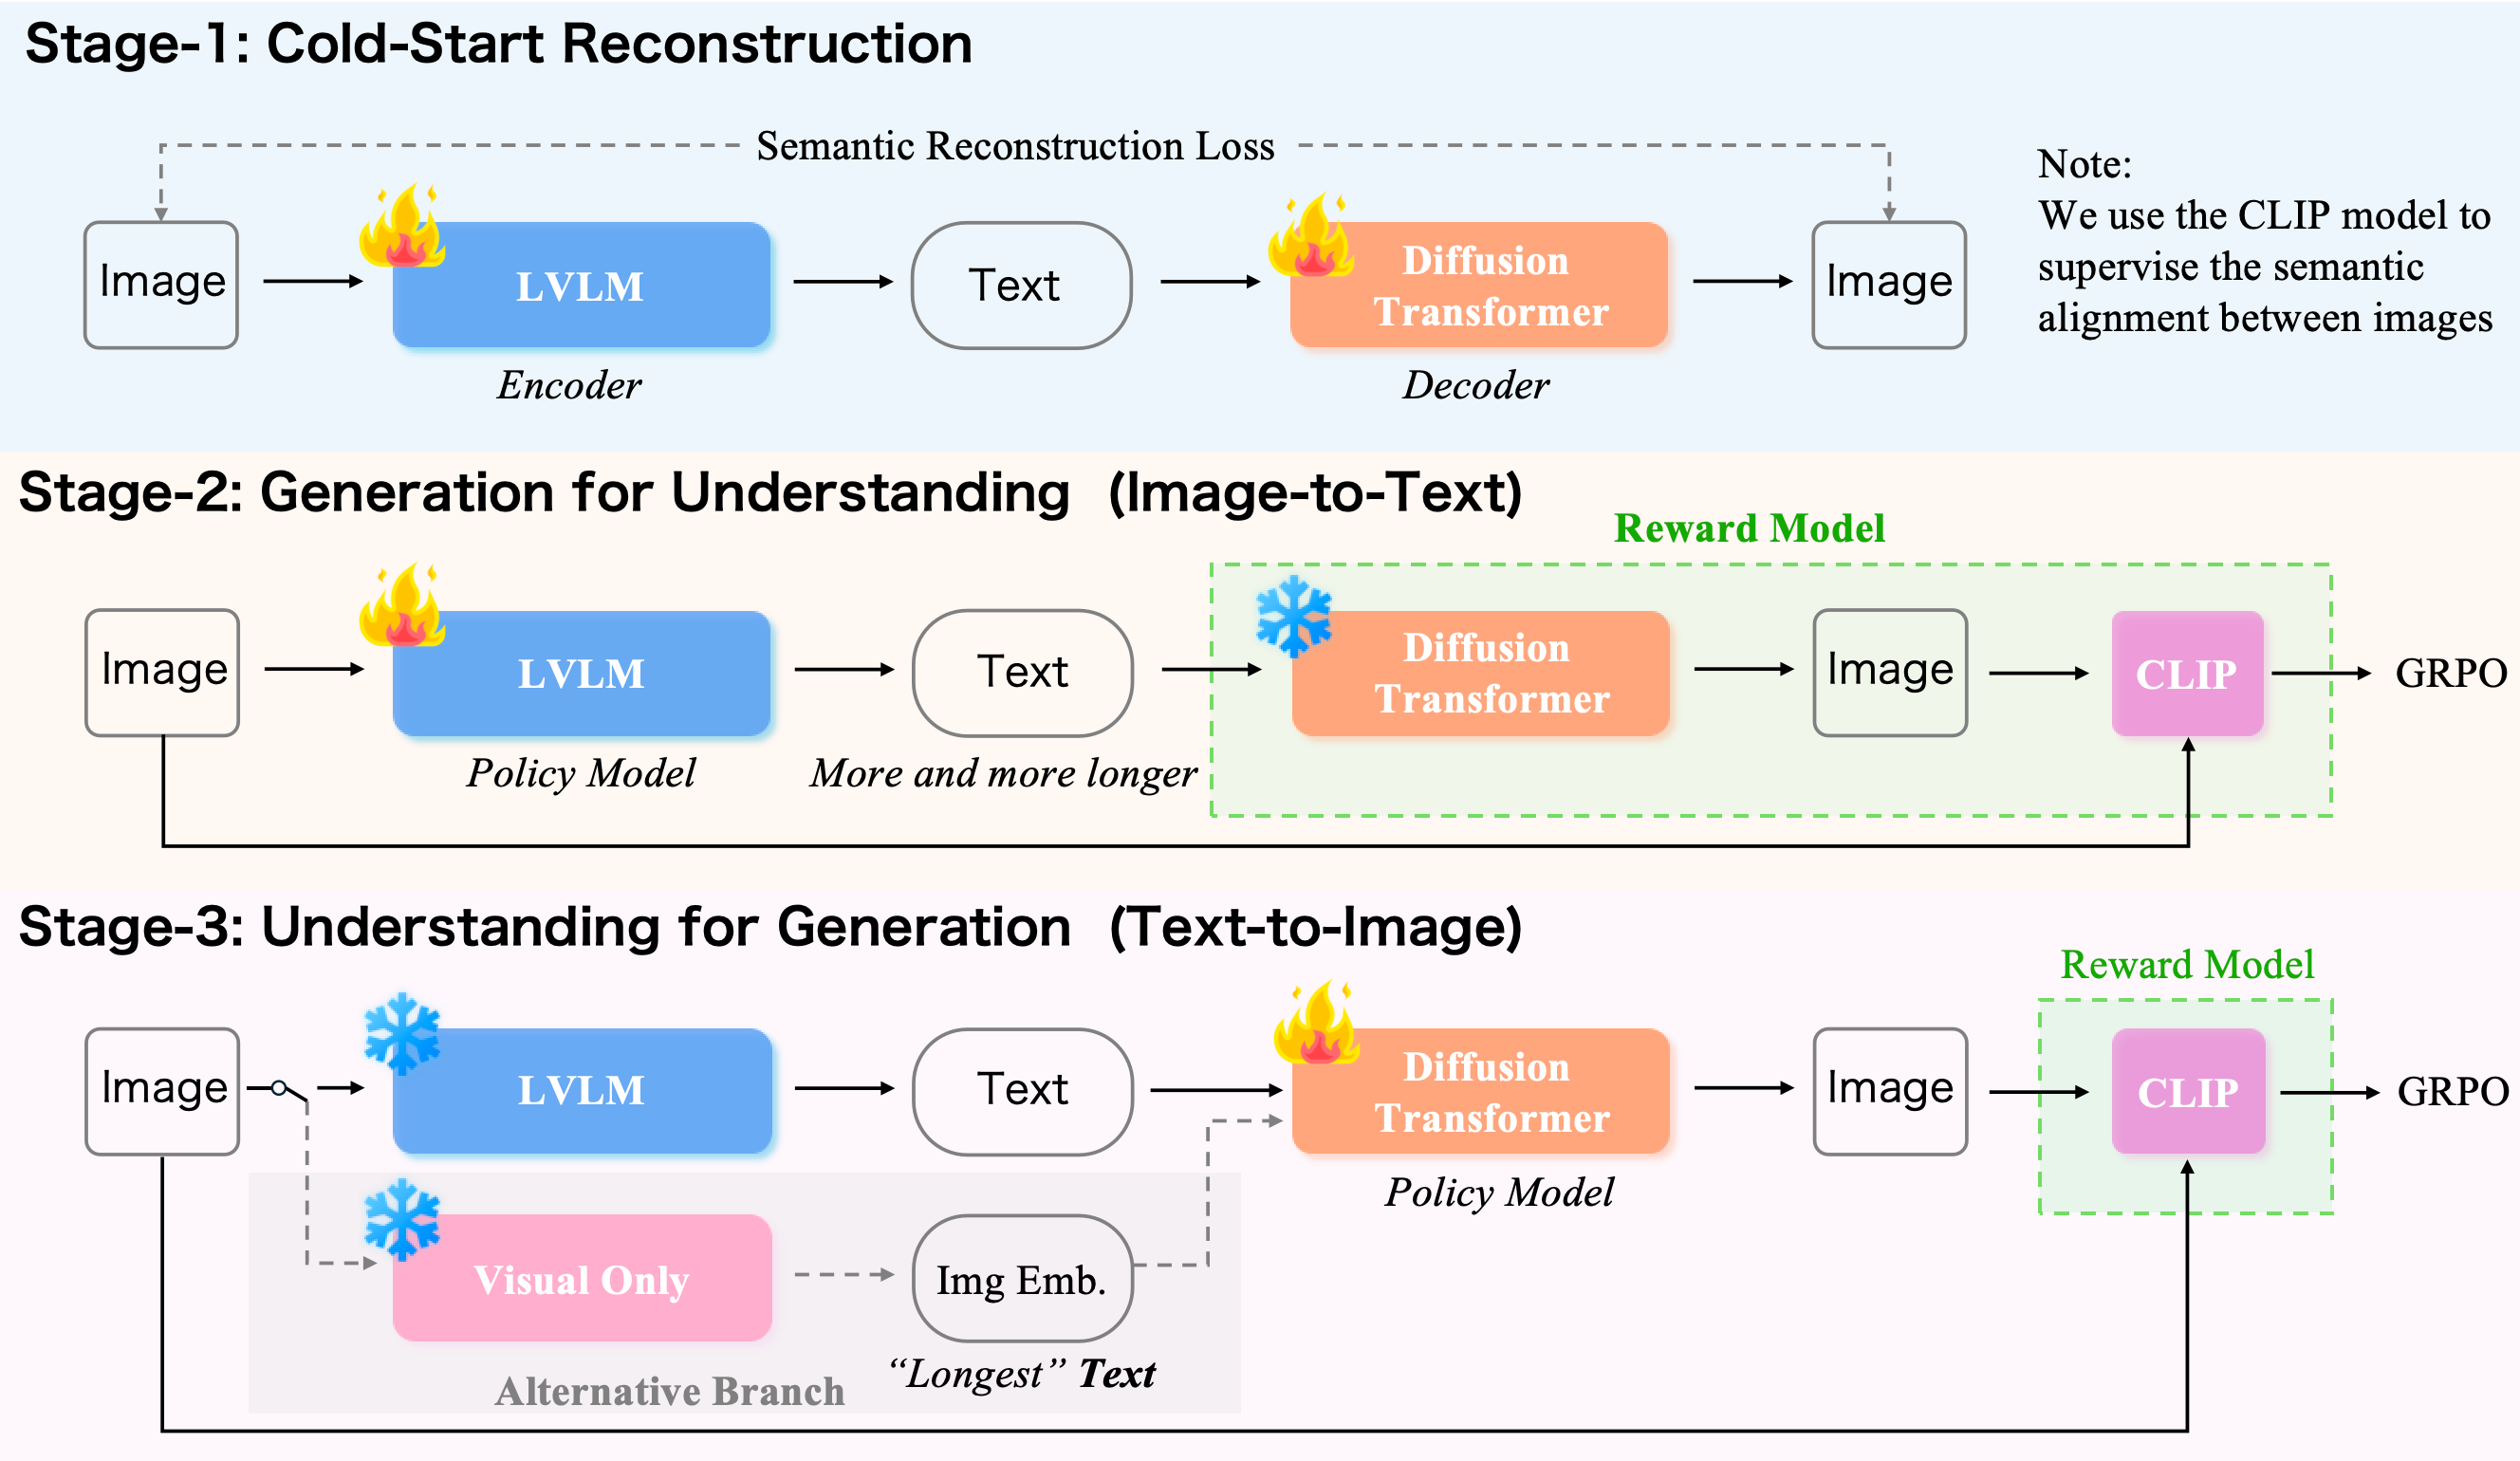 Stage-1: Cold-Start Reconstruction
Semantic Reconstruction Loss
Image
LVLM
Encoder
Text
Diffusion
Transformer
Decoder
Image
Note:
We use the CLIP model to
supervise the semantic
alignment between images
Stage-2: Generation for Understanding (Image-to-Text)
Reward Model
Image
LVLM
Policy Model
Text
More and more longer
Diffusion
Transformer
Image
CLIP
GRPO
Stage-3: Understanding for Generation (Text-to-Image)
Reward Model
Image
LVLM
Text
Diffusion
Transformer
Policy Model
Image
CLIP
GRPO
Visual Only
Img Emb.
“Longest” Text
Alternative Branch